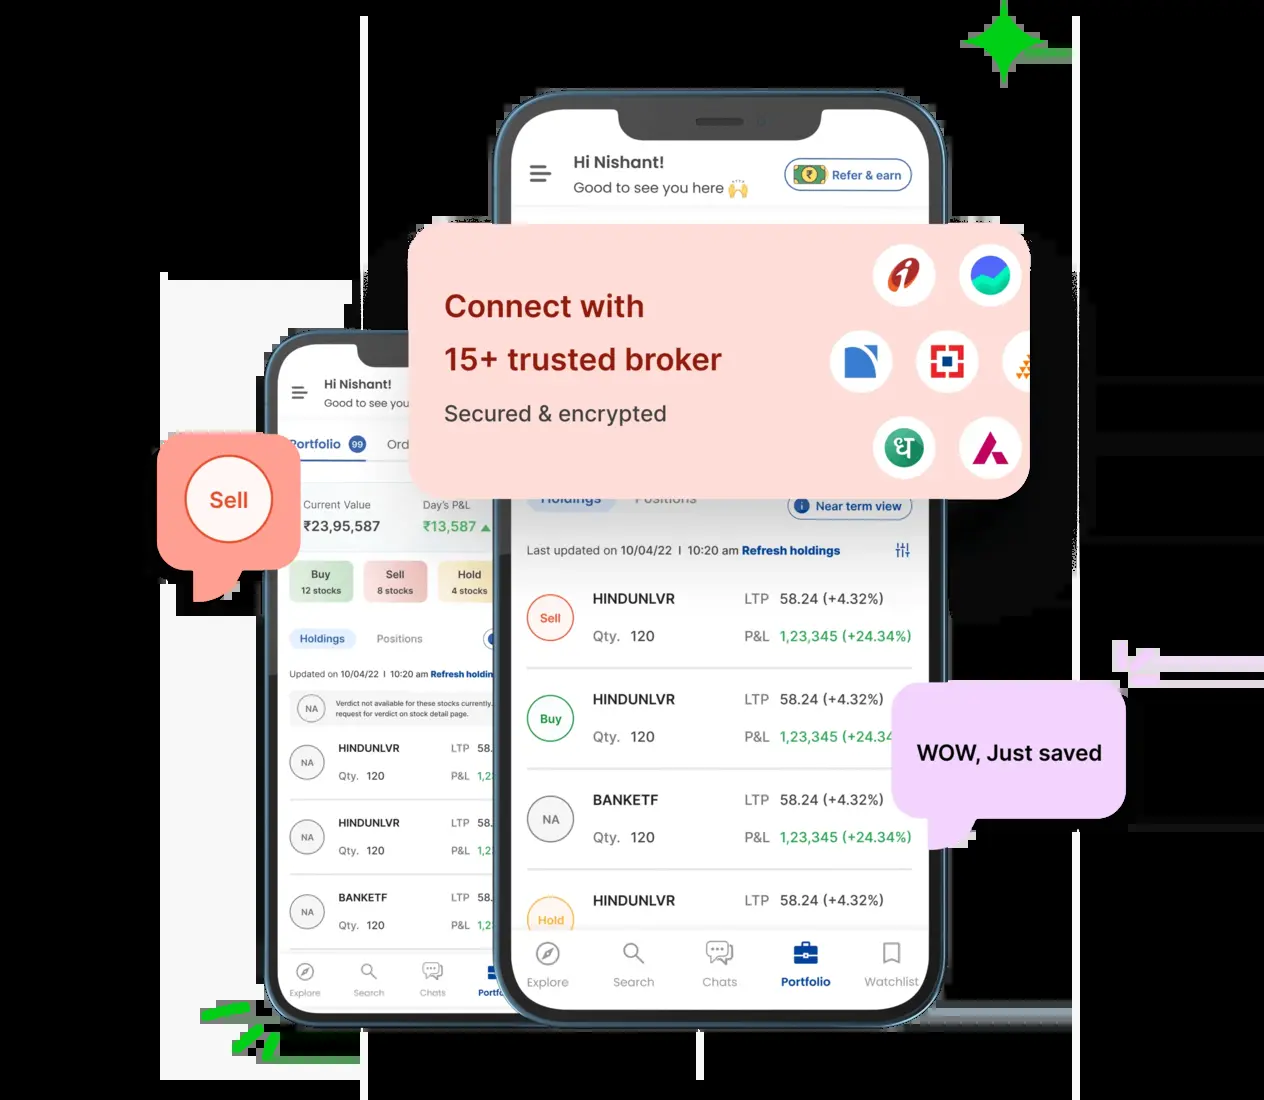 Hi Nishant!
Good to see you here 🙌
Refer & earn
Connect with
15+ trusted broker
Secured & encrypted
ध
Holdings
Positions
Near term view
Last updated on 10/04/22 I 10:20 am Refresh holdings
Sell
HINDUNLVR
LTP 58.24 (+4.32%)
Qty. 120
P&L 1,23,345 (+24.34%)
Buy
HINDUNLVR
LTP 58.24 (+4.32%)
Qty. 120
P&L 1,23,345 (+24.34
NA
BANKETF
LTP 58.24 (+4.32%)
Qty. 120
P&L 1,23,345 (+24.34%)
Hold
HINDUNLVR
LTP 58.24 (+4.32%)
Explore
Search
Chats
Portfolio
Watchlist
WOW, Just saved
Sell
Hi Nishant!
Good to see you
Portfolio 99
Ord
Current Value
Day's P&L
₹23,95,587
₹13,587
Buy
12 stocks
Sell
8 stocks
Hold
4 stocks
Holdings
Positions
Updated on 10/04/22 I 10:20 am Refresh holdin
NA
Verdict not available for these stocks currently.
request for verdict on stock detail page.
NA
HINDUNLVR
LTP 58.
Qty. 120
P&L 1,2
NA
HINDUNLVR
LTP 58.
Qty. 120
P&L 1,2
NA
BANKETF
LTP 58.
Qty. 120
P&L 1,2
Explore
Search
Chats
Portfo